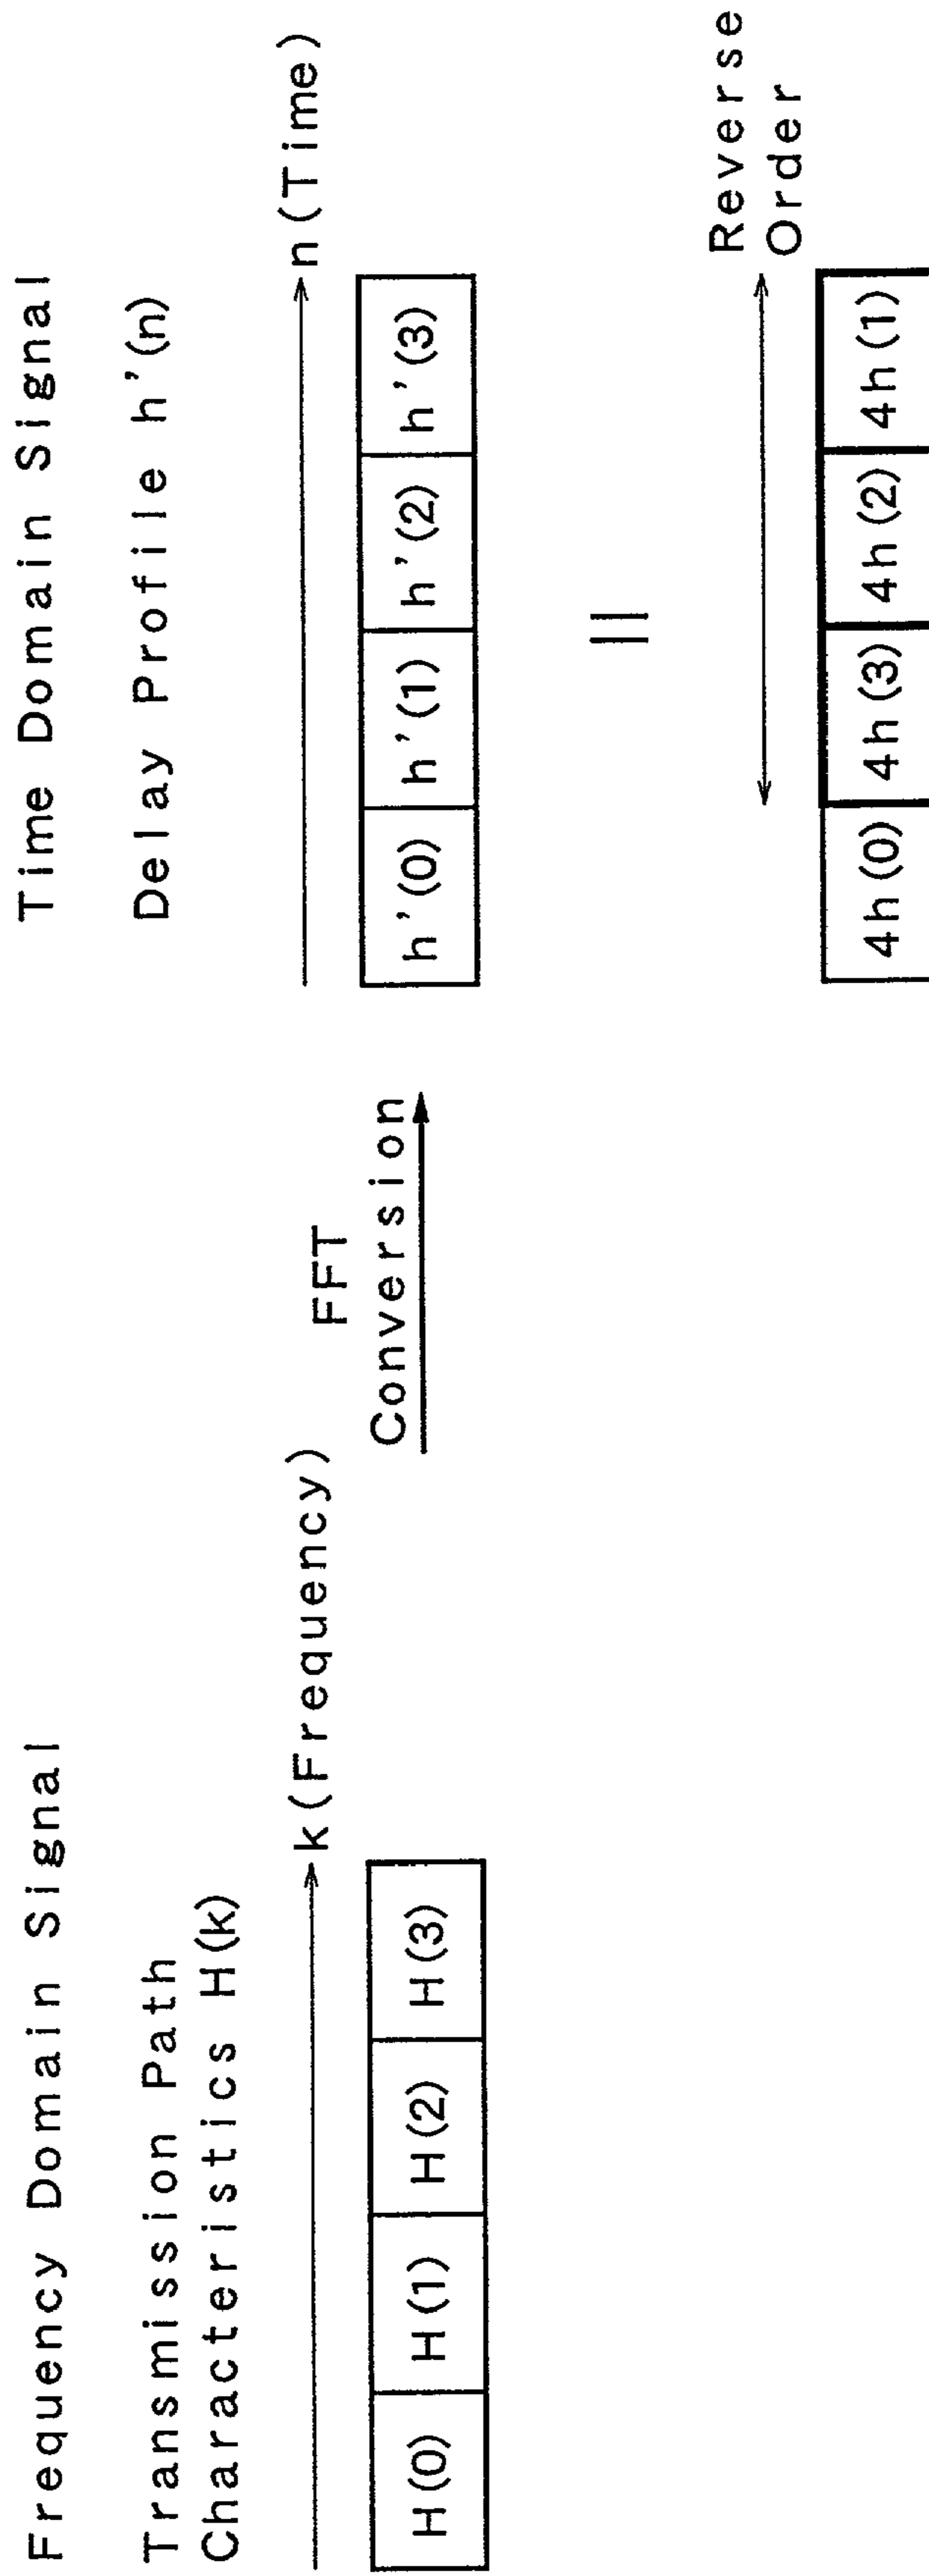 Frequency Domain Signal
Transmission Path
Characteristics H(k)
k(Frequency)
H(0) H(1) H(2) H(3)
FFT
Conversion
Time Domain Signal
Delay Profile h'(n)
n(Time)
h'(0) h'(1) h'(2) h'(3)
=
Reverse
Order
4h(0) 4h(3) 4h(2) 4h(1)